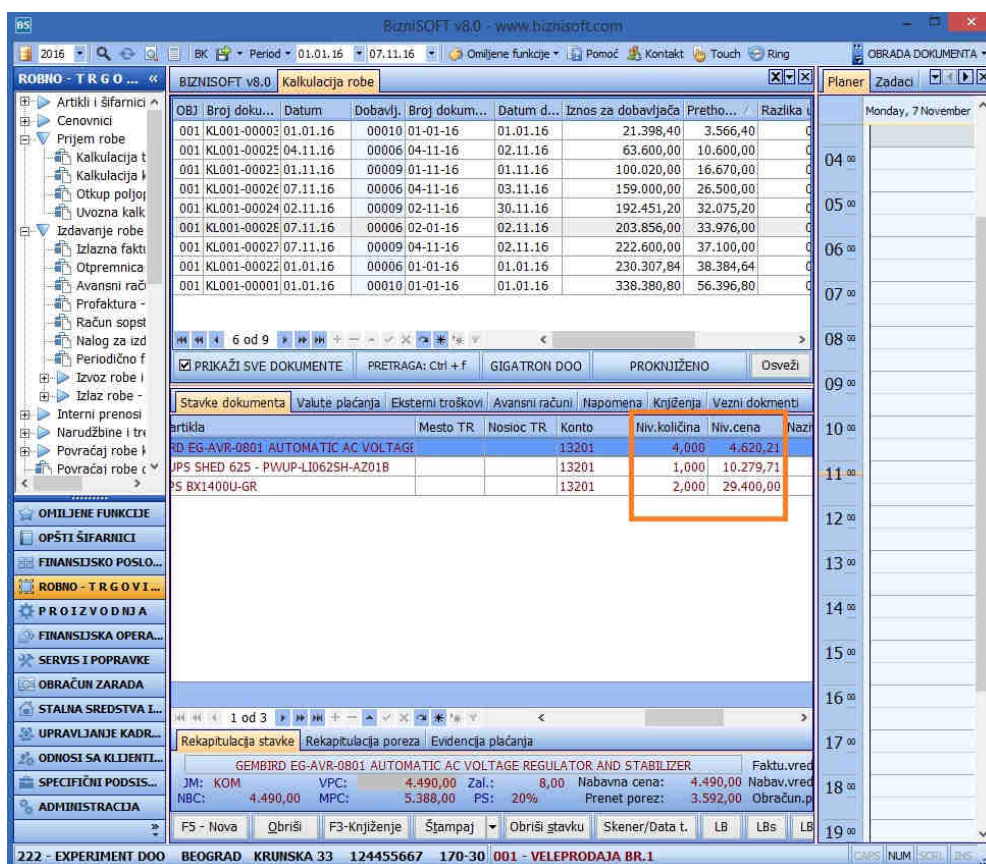 BS BizniSOFT v8.0 - www.biznisoft.com
2016 BK Period 01.01.16 07.11.16 Omiljene funkcije Pomoć Kontakt Touch Ring OBRADA DOKUMENTA
ROBNO - T R G O ... «
Artikli i šifarnici
Cenovnici
Prijem robe
Kalkulacija t
Kalkulacija k
Otkup poljop
Uvozna kalk
Izdavanje robe
Izlazna faktu
Otpremnica
Avansni rač
Profaktura -
Račun sopst
Nalog za izd
Periodično f
Izvoz robe i
Izlaz robe -
Interni prenosi
Narudžbine i tre
Povraćaj robe k
Povraćaj robe
OMILJENE FUNKCIJE
OPŠTI ŠIFARNICI
FINANSIJSKO POSLO...
ROBNO - T R G O V I ...
P R O I Z V O D NJ A
FINANSIJSKA OPERA...
SERVIS I POPRAVKE
OBRAČUN ZARADA
STALNA SREDSTVA I...
UPRAVLJANJE KADR...
ODNOSI SA KLIJENTI...
SPECIFIČNI PODSIS...
ADMINISTRACIJA
BIZNISOFT v8.0 Kalkulacija robe
OBJ Broj doku... Datum Dobavlj. Broj dokum... Datum d... Iznos za dobavljača Pretho... Razlika u
001 KL001-00003 01.01.16 00010 01-01-16 01.01.16 21.398,40 3.566,40 0
001 KL001-00025 04.11.16 00006 04-11-16 02.11.16 63.600,00 10.600,00 0
001 KL001-00023 01.11.16 00009 01-11-16 01.11.16 100.020,00 16.670,00 0
001 KL001-00026 07.11.16 00006 04-11-16 03.11.16 159.000,00 26.500,00 0
001 KL001-00024 02.11.16 00009 02-11-16 30.11.16 192.451,20 32.075,20 0
001 KL001-00028 07.11.16 00006 02-01-16 02.11.16 203.856,00 33.976,00 0
001 KL001-00027 07.11.16 00009 04-11-16 02.11.16 222.600,00 37.100,00 0
001 KL001-00022 01.01.16 00006 01-01-16 01.01.16 230.307,84 38.384,64 0
001 KL001-00001 01.01.16 00010 01-01-16 01.01.16 338.380,80 56.396,80 0
6 od 9
PRIKAŽI SVE DOKUMENTE PRETRAGA: Ctrl + f GIGATRON DOO PROKNJIŽENO Osveži
Stavke dokumenta Valute plaćanja Eksterni troškovi Avansni računi Napomena Knjiženja Vezni dokmenti
artikla Mesto TR Nosioc TR Konto Niv.količina Niv.cena Nazi
RD EG-AVR-0801 AUTOMATIC AC VOLTAGE 13201 4,000 4.620,21
UPS SHED 625 - PWUP-LI062SH-AZ01B 13201 1,000 10.279,71
PS BX1400U-GR 13201 2,000 29.400,00
1 od 3
Rekapitulacija stavke Rekapitulacija poreza Evidencija plaćanja
GEMBIRD EG-AVR-0801 AUTOMATIC AC VOLTAGE REGULATOR AND STABILIZER Faktu.vred
JM: KOM VPC: 4.490,00 Zal.: 8,00 Nabavna cena: 4.490,00 Nabav.vred
NBC: 4.490,00 MPC: 5.388,00 PS: 20% Prenet porez: 3.592,00 Obračun.p
F5 - Nova Obriši F3-Knjiženje Štampaj Obriši stavku Skener/Data t. LB LBs LB
Planer Zadaci
Monday, 7 November
04 00
05 00
06 00
07 00
08 00
09 00
10 00
11 00
12 00
13 00
14 00
15 00
16 00
17 00
18 00
19 00
222 - EXPERIMENT DOO BEOGRAD KRUNSKA 33 124455667 170-30 001 - VELEPRODAJA BR.1 CAPS NUM SCRL INS